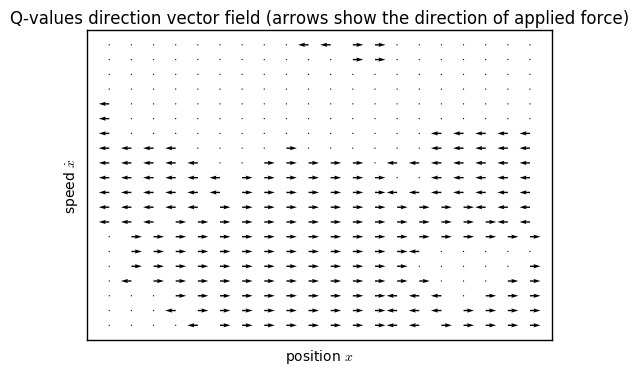 Q-values direction vector field (arrows show the direction of applied force)
speed ẋ
position x